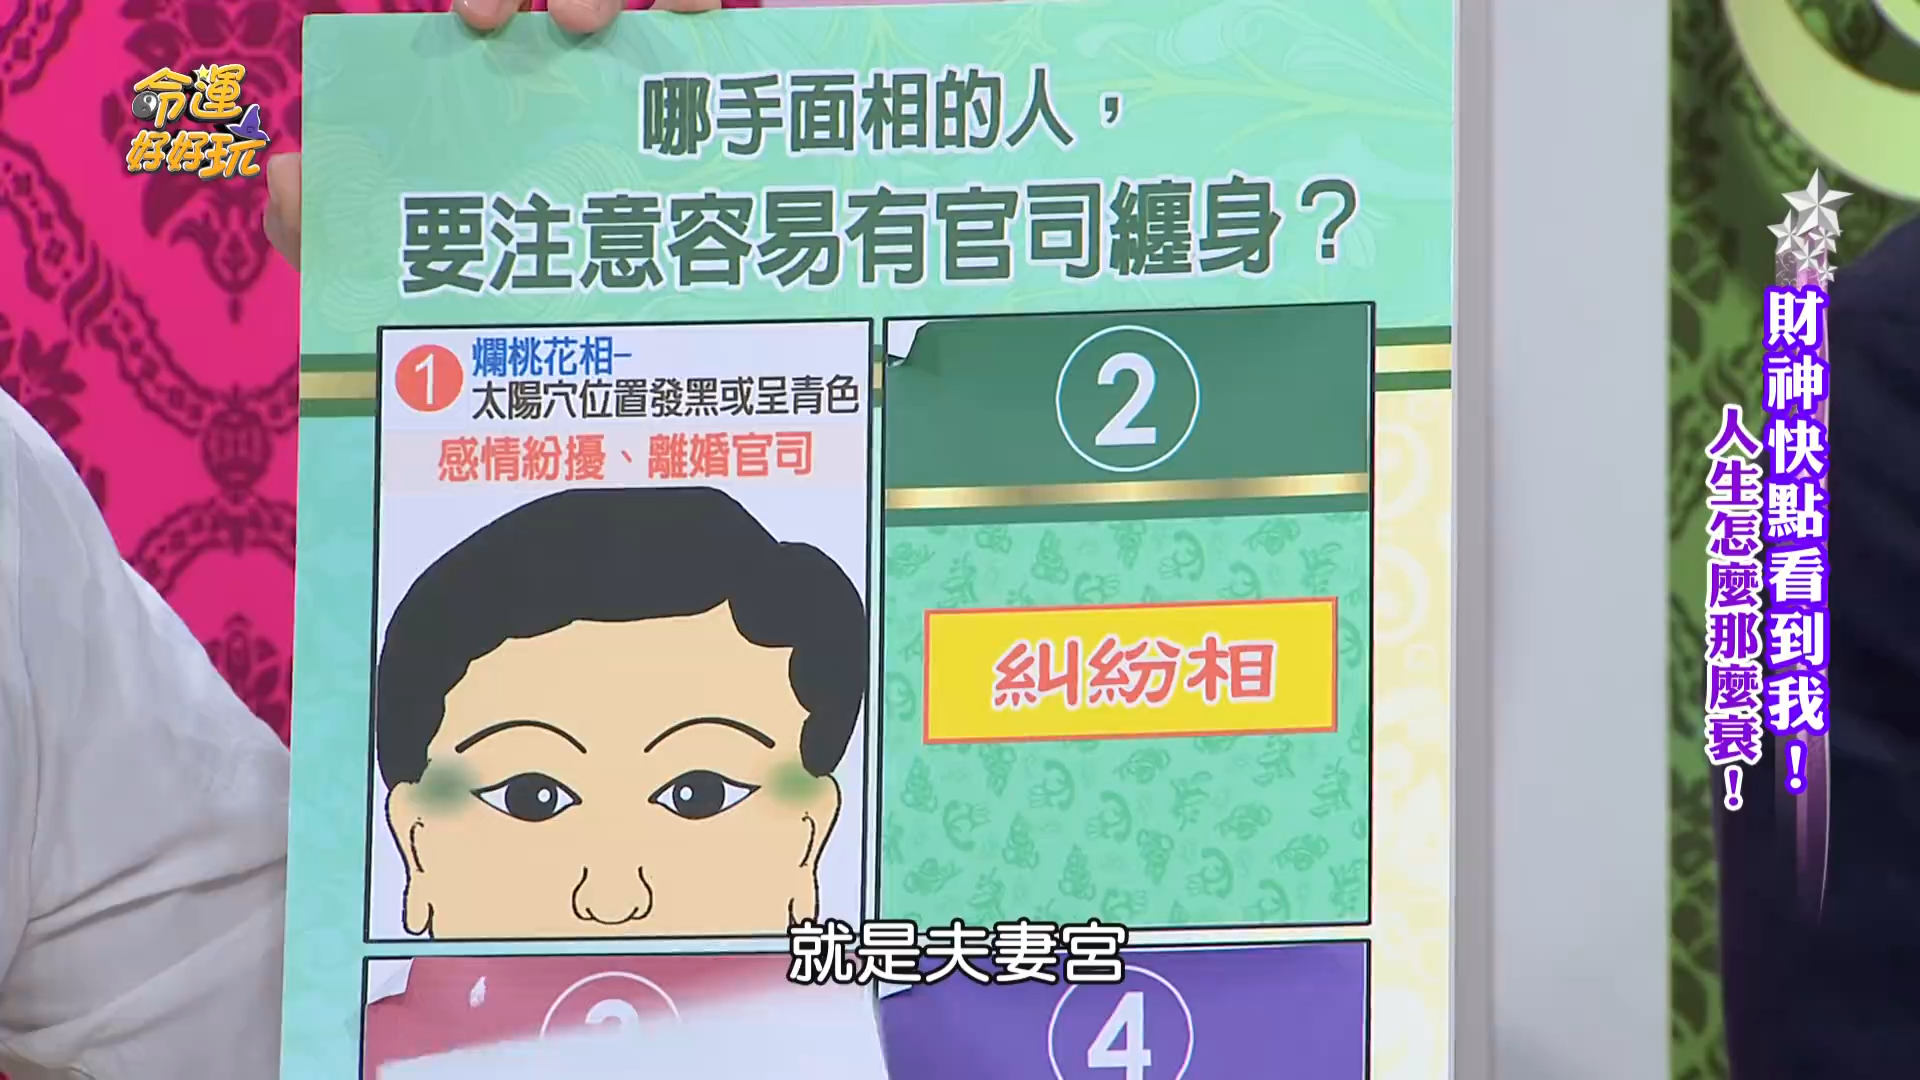 命運
好好玩
哪手面相的人，
要注意容易有官司纏身？
1 爛桃花相-
太陽穴位置發黑或呈青色
感情紛擾、離婚官司
2
糾紛相
3
4
財神快點看到我！
人生怎麼那麼衰！
就是夫妻宮